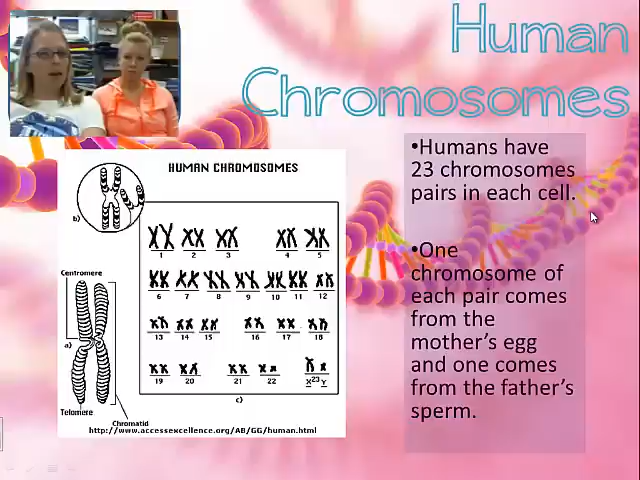 Human
Chromosomes
•Humans have
23 chromosomes
pairs in each cell.
•One
chromosome of
each pair comes
from the
mother's egg
and one comes
from the father's
sperm.
HUMAN CHROMOSOMES
b)
1 2 3 4 5
6 7 8 9 10 11 12
13 14 15 16 17 18
19 20 21 22 X 23 Y
Centromere
a)
Telomere
Chromatid
c)
http://www.accessexcellence.org/AB/GG/human.html